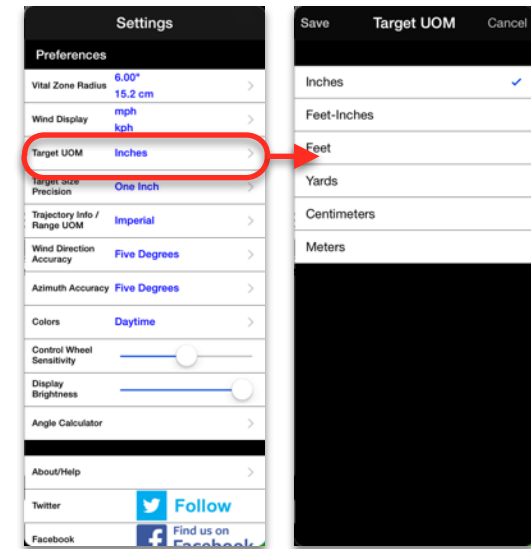 Settings
Preferences
Vital Zone Radius 6.00"
15.2 cm
Wind Display mph
kph
Target UOM Inches
Target Size
Precision One Inch
Trajectory Info /
Range UOM Imperial
Wind Direction
Accuracy Five Degrees
Azimuth Accuracy Five Degrees
Colors Daytime
Control Wheel
Sensitivity
Display
Brightness
Angle Calculator
About/Help
Twitter Follow
Facebook Find us on
Facebook
Save Target UOM Cancel
Inches
Feet-Inches
Feet
Yards
Centimeters
Meters